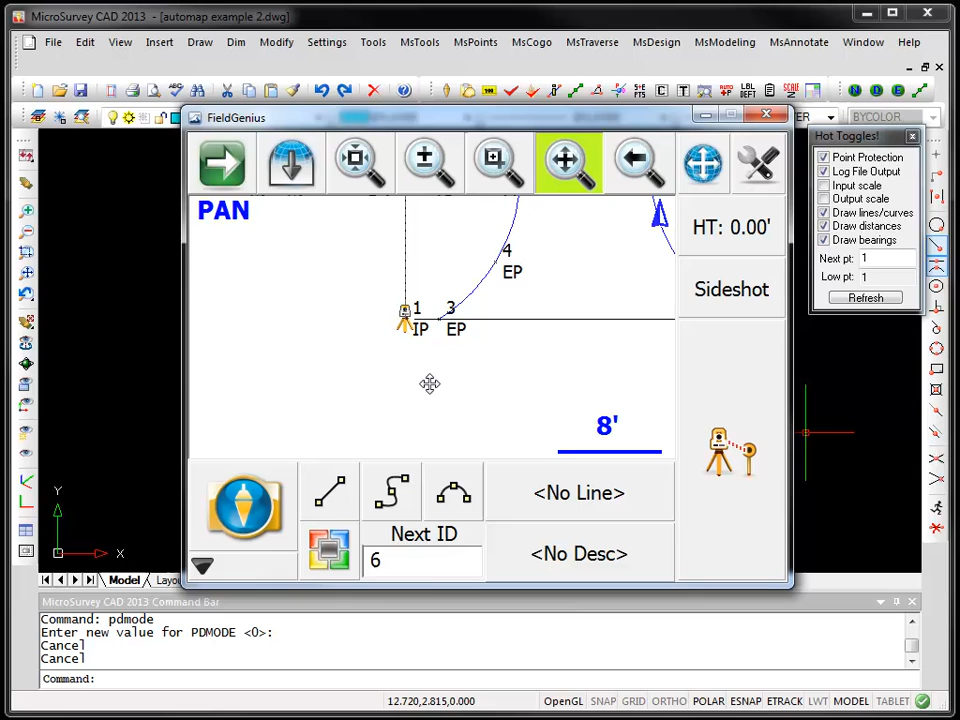 MicroSurvey CAD 2013 - [automap example 2.dwg]
File Edit View Insert Draw Dim Modify Settings Tools MsTools MsPoints MsCogo MsTraverse MsDesign MsModeling MsAnnotate Window Help
FieldGenius
BYCOLOR
Hot Toggles!
Point Protection
Log File Output
Input scale
Output scale
Draw lines/curves
Draw distances
Draw bearings
Next pt: 1
Low pt: 1
Refresh
PAN
HT: 0.00'
Sideshot
4
EP
1 3
IP EP
8'
<No Line>
Next ID
6
<No Desc>
Y
X
Model Layou
MicroSurvey CAD 2013 Command Bar
Command: pdmode
Enter new value for PDMODE <0>:
Cancel
Cancel
Command:
12.720,2.815,0.000 OpenGL SNAP GRID ORTHO POLAR ESNAP ETRACK LWT MODEL TABLET